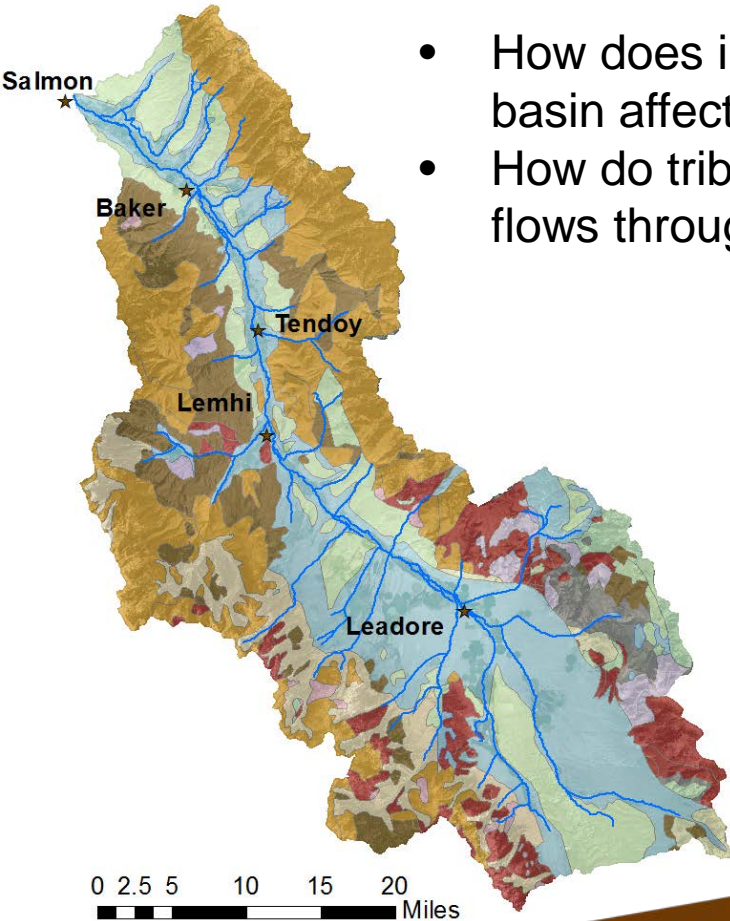 • How does i
basin affect
• How do trib
flows throug
Salmon
Baker
Tendoy
Lemhi
Leadore
0 2.5 5 10 15 20
Miles